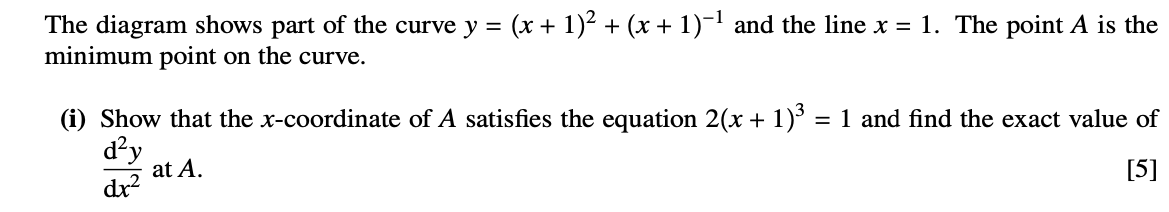 The diagram shows part of the curve y = (x + 1)² + (x + 1)⁻¹ and the line x = 1. The point A is the
minimum point on the curve.
(i) Show that the x-coordinate of A satisfies the equation 2(x + 1)³ = 1 and find the exact value of
d²y/dx² at A. [5]